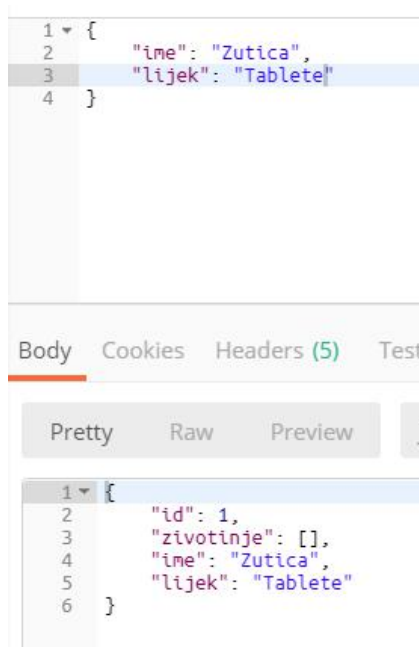 1 {
2 "ime": "Zutica",
3 "lijek": "Tablete"
4 }
Body Cookies Headers (5) Test
Pretty Raw Preview
1 {
2 "id": 1,
3 "zivotinje": [],
4 "ime": "Zutica",
5 "lijek": "Tablete"
6 }